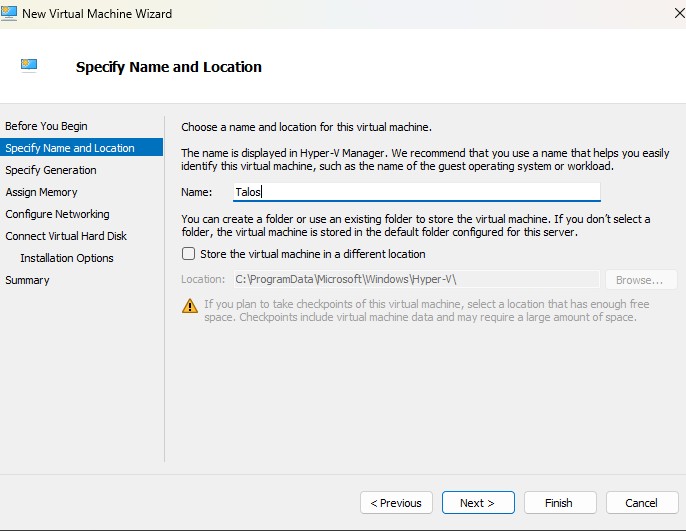 New Virtual Machine Wizard
Specify Name and Location
Before You Begin
Specify Name and Location
Specify Generation
Assign Memory
Configure Networking
Connect Virtual Hard Disk
Installation Options
Summary
Choose a name and location for this virtual machine.
The name is displayed in Hyper-V Manager. We recommend that you use a name that helps you easily
identify this virtual machine, such as the name of the guest operating system or workload.
Name: Talos
You can create a folder or use an existing folder to store the virtual machine. If you don't select a
folder, the virtual machine is stored in the default folder configured for this server.
Store the virtual machine in a different location
Location: C:\ProgramData\Microsoft\Windows\Hyper-V\ Browse...
If you plan to take checkpoints of this virtual machine, select a location that has enough free
space. Checkpoints include virtual machine data and may require a large amount of space.
< Previous Next > Finish Cancel